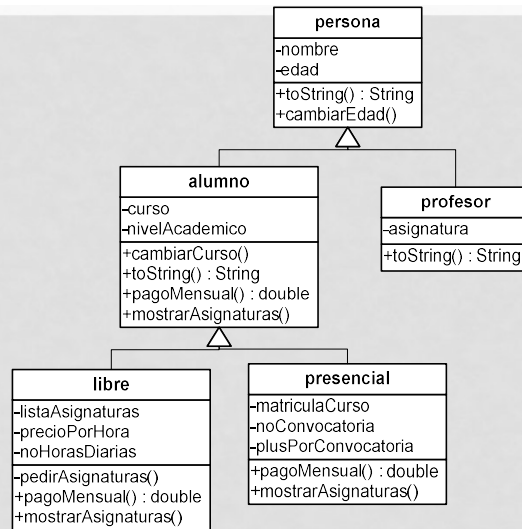 persona
-nombre
-edad
+toString() : String
+cambiarEdad()
alumno
-curso
-nivelAcademico
+cambiarCurso()
+toString() : String
+pagoMensual() : double
+mostrarAsignaturas()
profesor
-asignatura
+toString() : String
libre
-listaAsignaturas
-precioPorHora
-noHorasDiarias
-pedirAsignaturas()
+pagoMensual() : double
+mostrarAsignaturas()
presencial
-matriculaCurso
-noConvocatoria
-plusPorConvocatoria
+pagoMensual() : double
+mostrarAsignaturas()